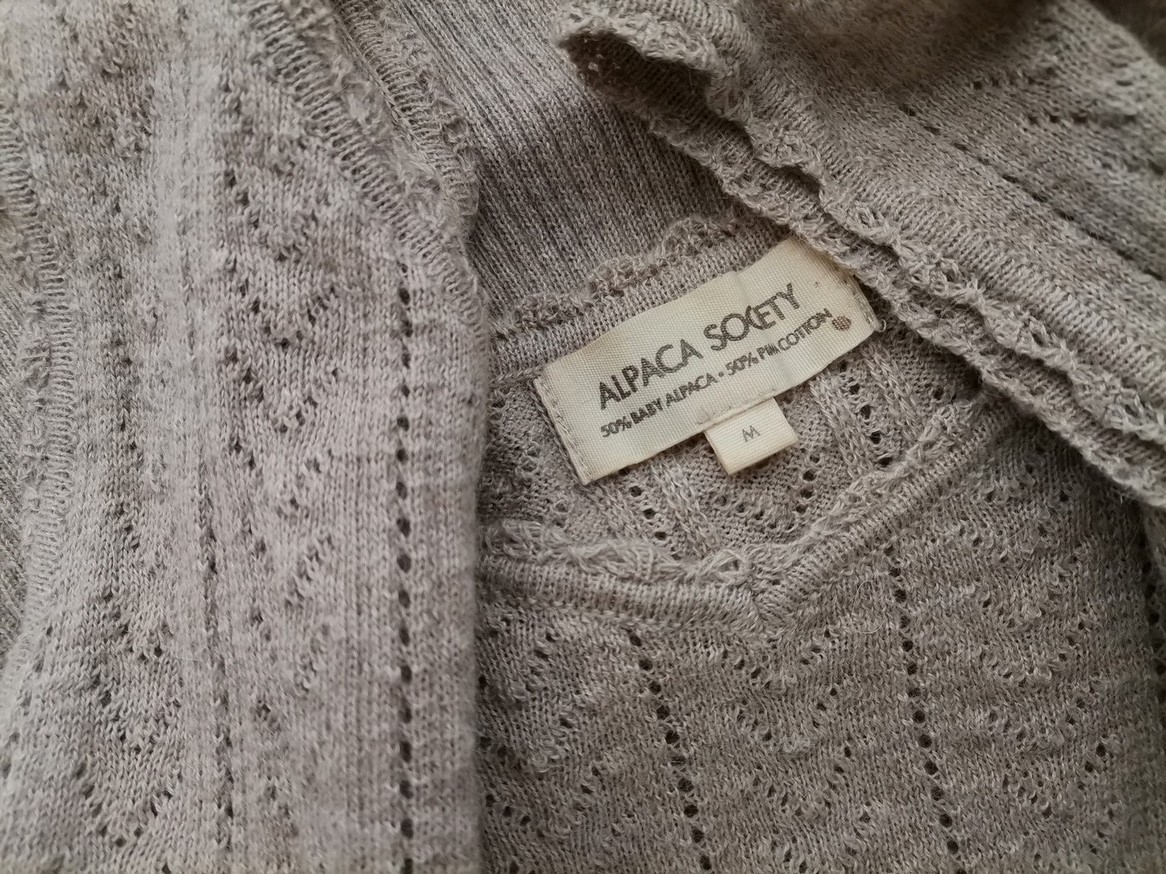 ALPACA SOCIETY
50% BABY ALPACA · 50% PIMA COTTON
M